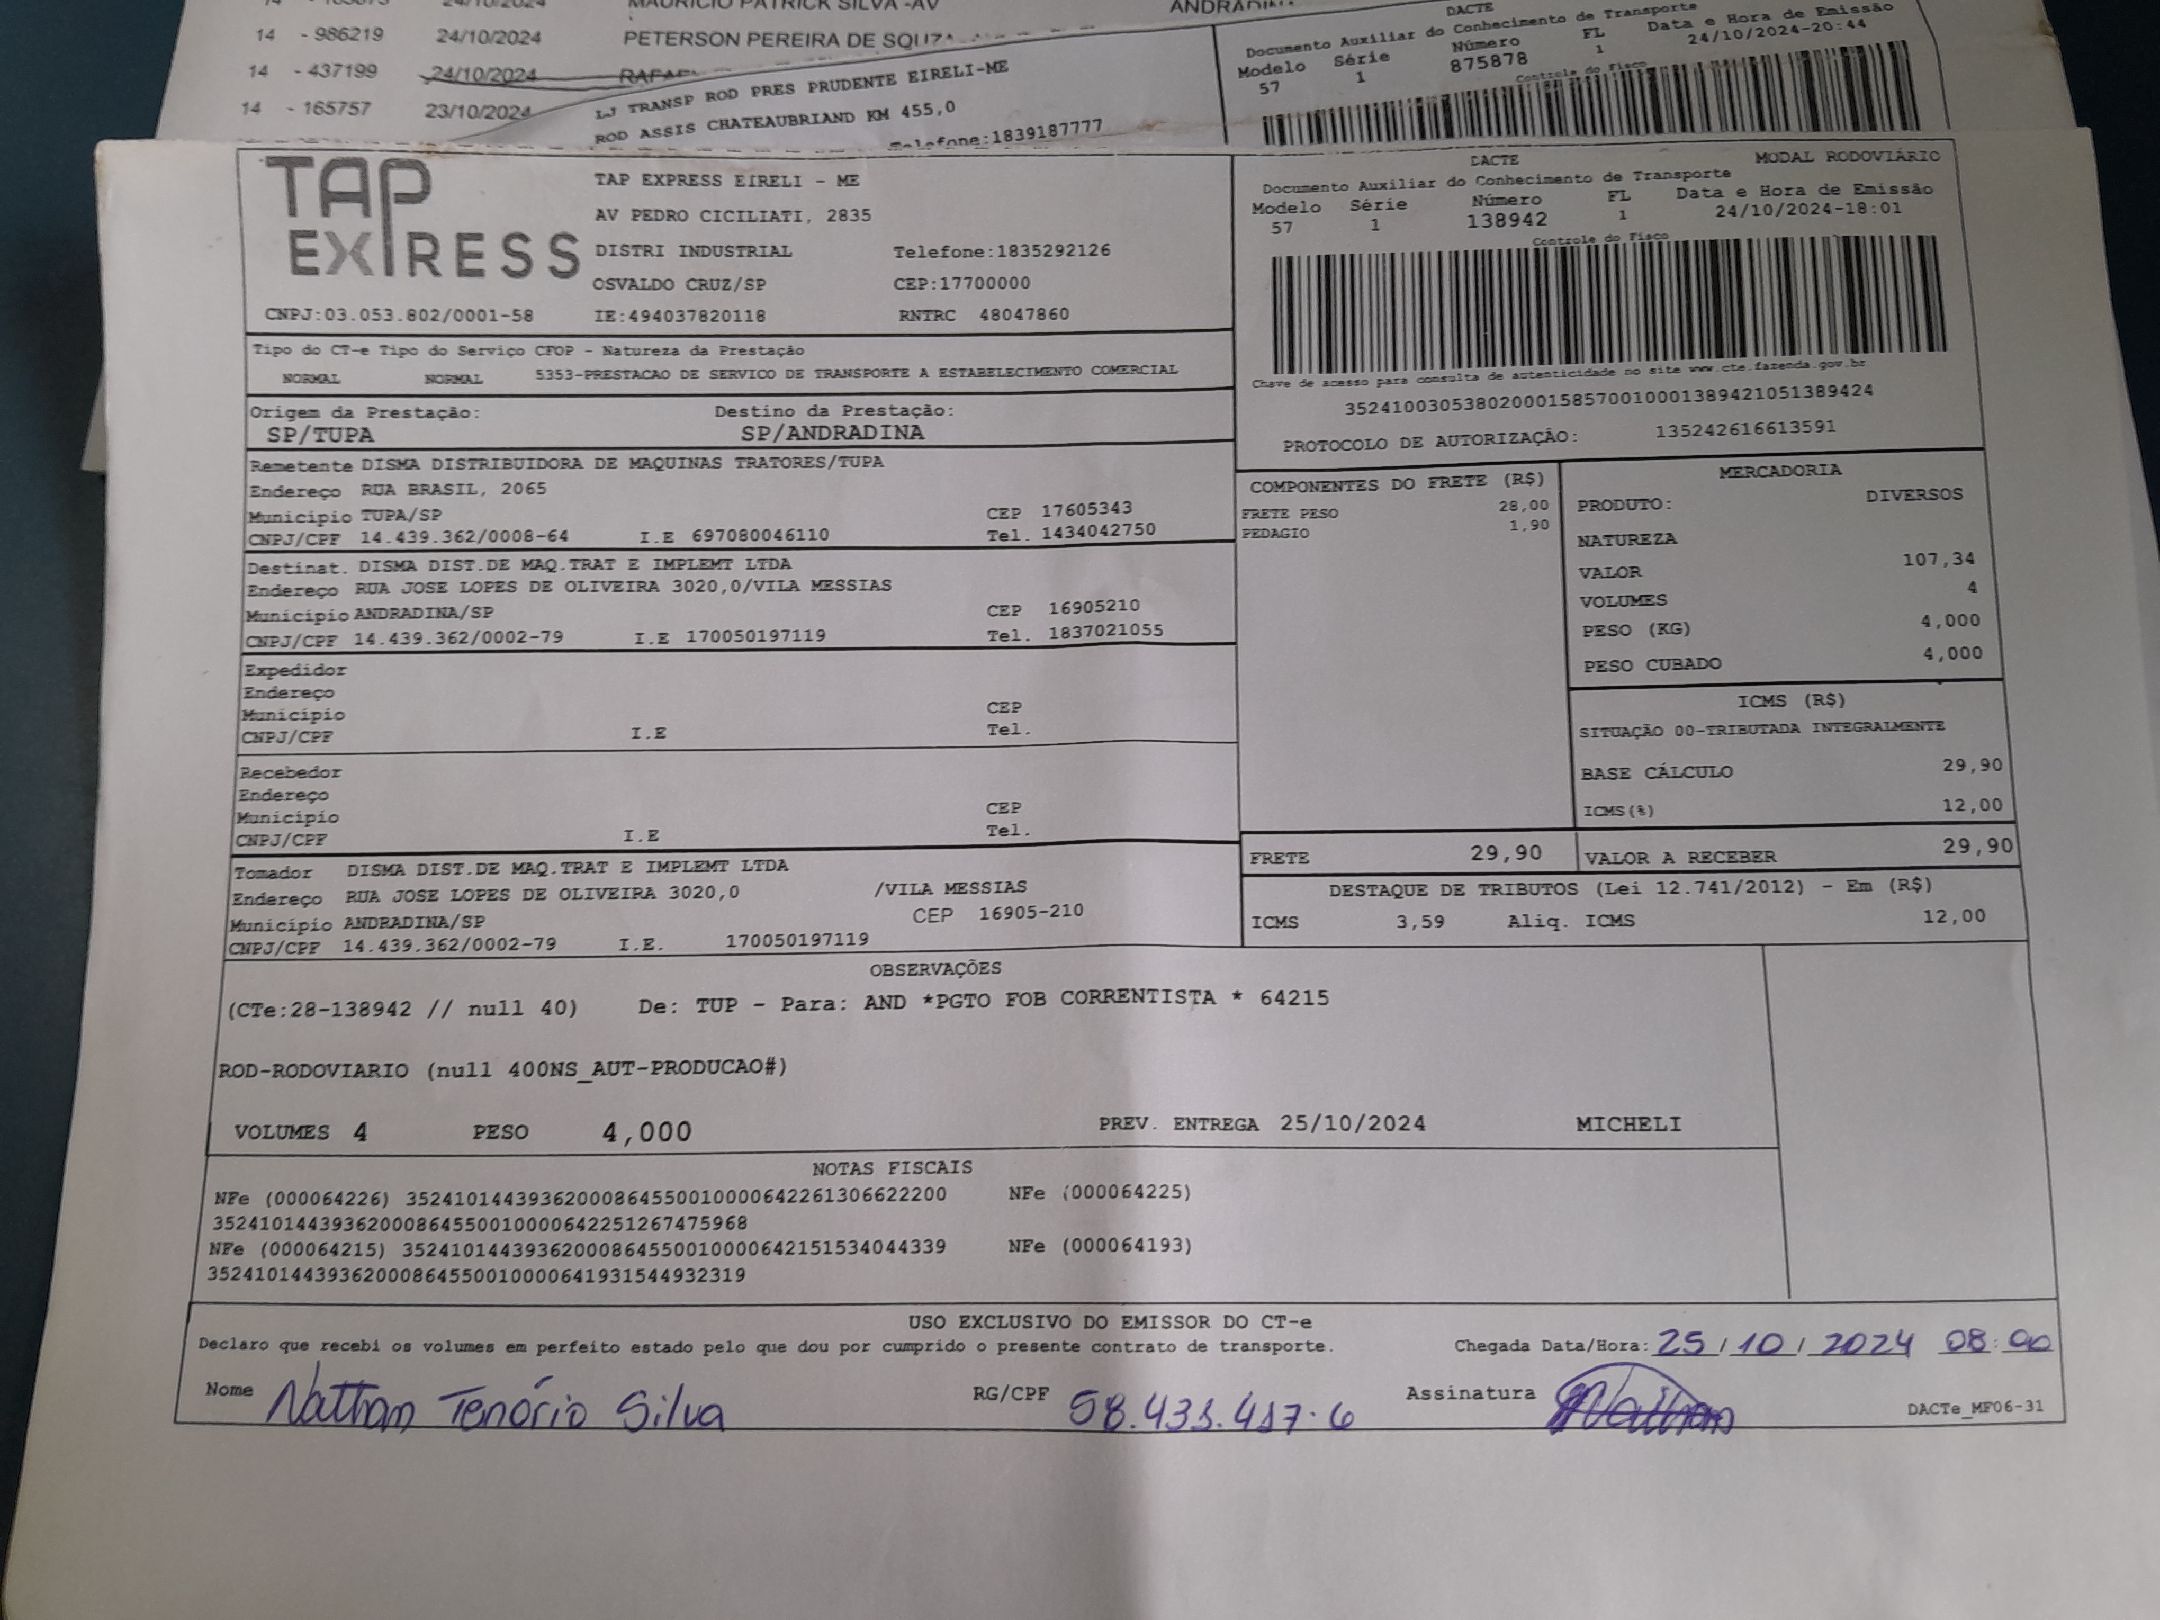 14 - 986219 24/10/2024 PETERSON PEREIRA DE SOUZA
14 - 437199 24/10/2024
14 - 165757 23/10/2024
LJ TRANSP ROD PRES PRUDENTE EIRELI-ME
ROD ASSIS CHATEAUBRIAND KM 455,0
Telefone:1839187777
DACTE
Documento Auxiliar do Conhecimento de Transporte
Modelo Série Número FL Data e Hora de Emissão
57 1 875878 1 24/10/2024-20:44
Controle do Fisco
TAP EXPRESS
TAP EXPRESS EIRELI - ME
AV PEDRO CICILIATI, 2835
DISTRI INDUSTRIAL Telefone:1835292126
OSVALDO CRUZ/SP CEP:17700000
CNPJ:03.053.802/0001-58 IE:494037820118 RNTRC 48047860
DACTE MODAL RODOVIÁRIO
Documento Auxiliar do Conhecimento de Transporte
Modelo Série Número FL Data e Hora de Emissão
57 1 138942 1 24/10/2024-18:01
Controle do Fisco
Chave de acesso para consulta de autenticidade no site www.cte.fazenda.gov.br
35241003053802000158570010001389421051389424
PROTOCOLO DE AUTORIZAÇÃO: 135242616613591
Tipo do CT-e Tipo do Serviço CFOP - Natureza da Prestação
NORMAL NORMAL 5353-PRESTACAO DE SERVICO DE TRANSPORTE A ESTABELECIMENTO COMERCIAL
Origem da Prestação: Destino da Prestação:
SP/TUPA SP/ANDRADINA
Remetente DISMA DISTRIBUIDORA DE MAQUINAS TRATORES/TUPA
Endereço RUA BRASIL, 2065
Município TUPA/SP CEP 17605343
CNPJ/CPF 14.439.362/0008-64 I.E 697080046110 Tel. 1434042750
Destinat. DISMA DIST.DE MAQ.TRAT E IMPLEMT LTDA
Endereço RUA JOSE LOPES DE OLIVEIRA 3020,0/VILA MESSIAS
Município ANDRADINA/SP CEP 16905210
CNPJ/CPF 14.439.362/0002-79 I.E 170050197119 Tel. 1837021055
Expedidor
Endereço
Município CEP
CNPJ/CPF I.E Tel.
Recebedor
Endereço
Município CEP
CNPJ/CPF I.E Tel.
Tomador DISMA DIST.DE MAQ.TRAT E IMPLEMT LTDA
Endereço RUA JOSE LOPES DE OLIVEIRA 3020,0 /VILA MESSIAS
Município ANDRADINA/SP CEP 16905-210
CNPJ/CPF 14.439.362/0002-79 I.E. 170050197119
COMPONENTES DO FRETE (R$)
FRETE PESO 28,00
PEDAGIO 1,90
MERCADORIA
PRODUTO: DIVERSOS
NATUREZA
VALOR 107,34
VOLUMES 4
PESO (KG) 4,000
PESO CUBADO 4,000
ICMS (R$)
SITUAÇÃO 00-TRIBUTADA INTEGRALMENTE
BASE CÁLCULO 29,90
ICMS(%) 12,00
FRETE 29,90 VALOR A RECEBER 29,90
DESTAQUE DE TRIBUTOS (Lei 12.741/2012) - Em (R$)
ICMS 3,59 Aliq. ICMS 12,00
OBSERVAÇÕES
(CTe:28-138942 // null 40) De: TUP - Para: AND *PGTO FOB CORRENTISTA * 64215
ROD-RODOVIARIO (null 400NS_AUT-PRODUCAO#)
VOLUMES 4 PESO 4,000 PREV. ENTREGA 25/10/2024 MICHELI
NOTAS FISCAIS
NFe (000064226) 35241014439362000864550010000642261306622200 NFe (000064225)
35241014439362000864550010000642251267475968
NFe (000064215) 35241014439362000864550010000642151534044339 NFe (000064193)
35241014439362000864550010000641931544932319
USO EXCLUSIVO DO EMISSOR DO CT-e
Declaro que recebi os volumes em perfeito estado pelo que dou por cumprido o presente contrato de transporte. Chegada Data/Hora: 25/10/2024 08:00
Nome Nathan Tenório Silva RG/CPF 58.431.417-6 Assinatura Nathan DACTe_MF06-31